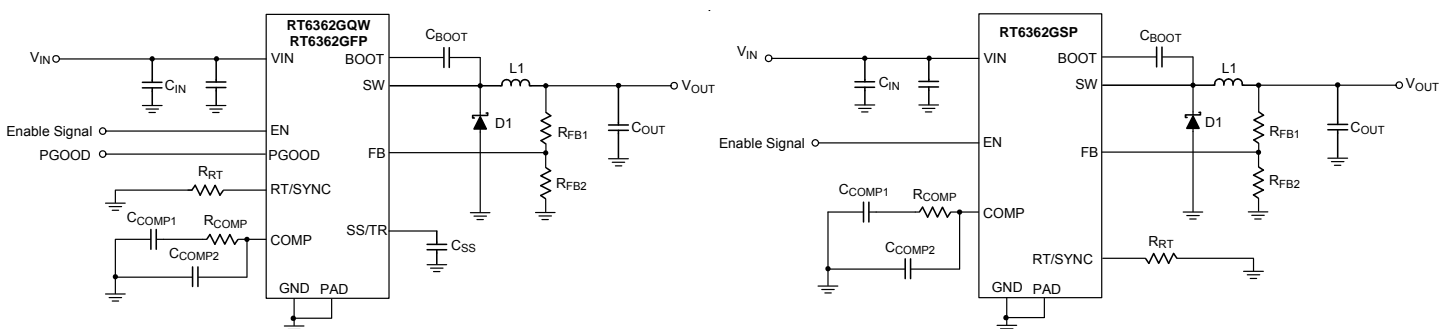 RT6362GQW
RT6362GFP
VIN
CIN
VIN
BOOT
CBOOT
SW
L1
VOUT
D1
RFB1
COUT
FB
RFB2
Enable Signal
EN
PGOOD
PGOOD
RRT
RT/SYNC
CCOMP1
RCOMP
COMP
CCOMP2
SS/TR
CSS
GND
PAD
RT6362GSP
VIN
CIN
VIN
BOOT
CBOOT
SW
L1
VOUT
D1
RFB1
COUT
FB
RFB2
Enable Signal
EN
CCOMP1
RCOMP
COMP
CCOMP2
RT/SYNC
RRT
GND
PAD